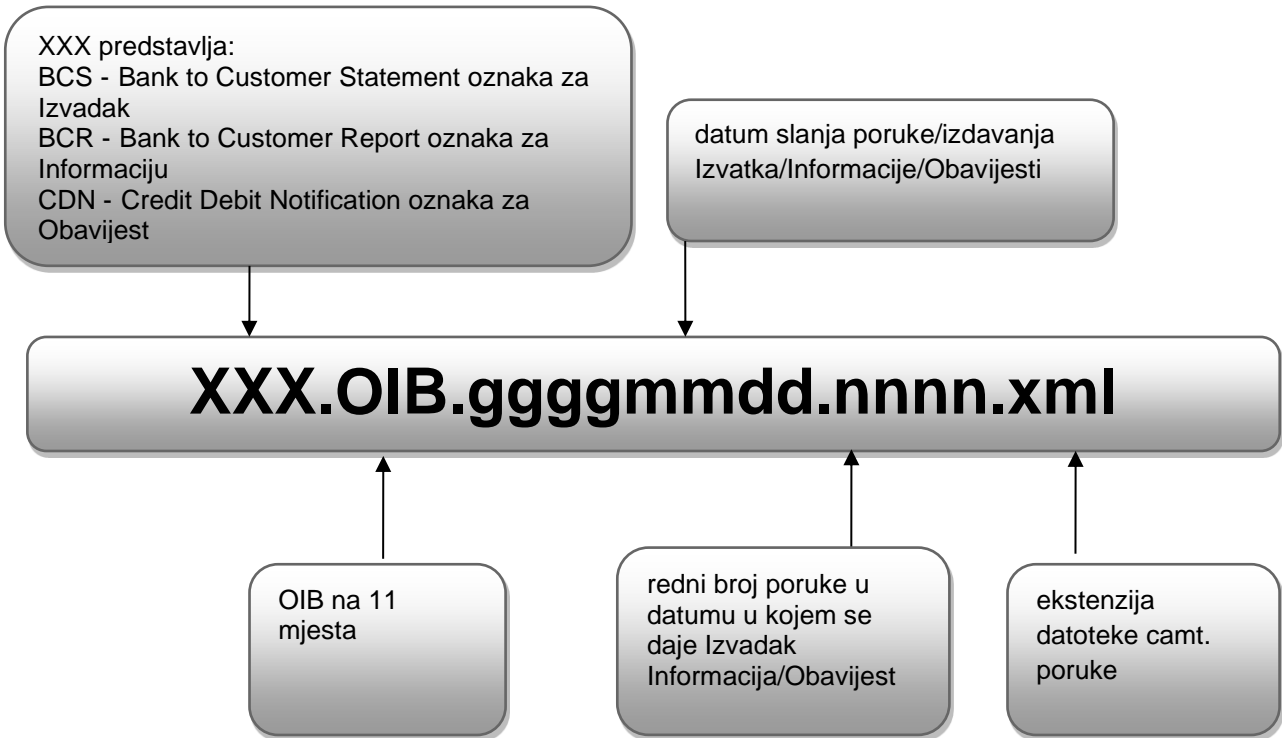 XXX predstavlja:
BCS - Bank to Customer Statement oznaka za
Izvadak
BCR - Bank to Customer Report oznaka za
Informaciju
CDN - Credit Debit Notification oznaka za
Obavijest
datum slanja poruke/izdavanja
Izvatka/Informacije/Obavijesti
XXX.OIB.ggggmmdd.nnnn.xml
OIB na 11
mjesta
redni broj poruke u
datumu u kojem se
daje Izvadak
Informacija/Obavijest
ekstenzija
datoteke camt.
poruke